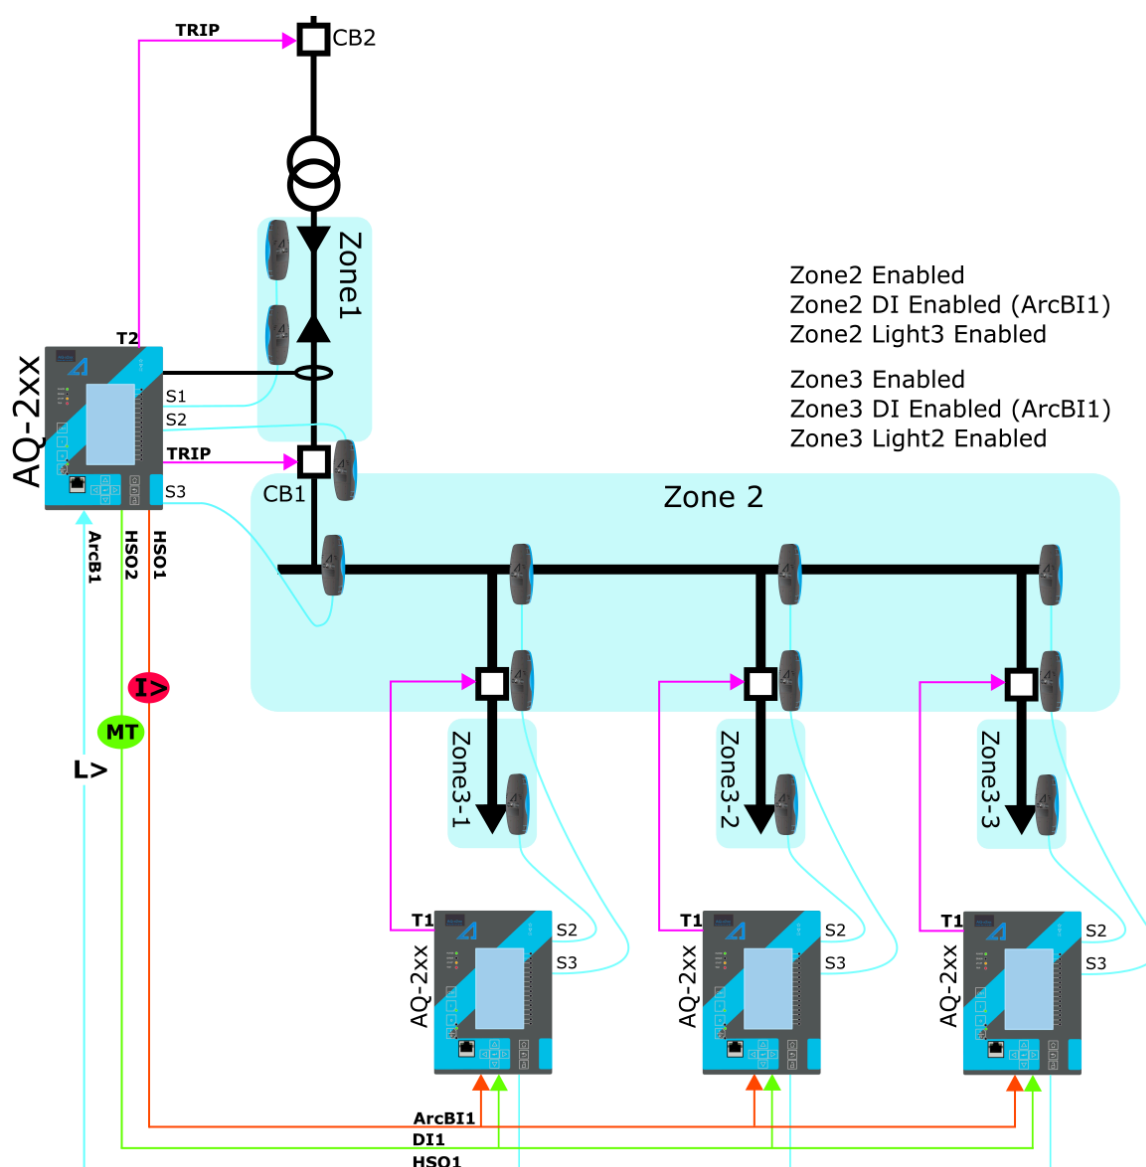 TRIP
CB2
Zone1
Zone2 Enabled
Zone2 DI Enabled (ArcBI1)
Zone2 Light3 Enabled
Zone3 Enabled
Zone3 DI Enabled (ArcBI1)
Zone3 Light2 Enabled
T2
AQ-2xx
S1
S2
TRIP
S3
CB1
Zone 2
ArcB1
HSO2
HSO1
I>
MT
L>
Zone3-1
Zone3-2
Zone3-3
T1
S2
S3
AQ-2xx
T1
S2
S3
AQ-2xx
T1
S2
S3
AQ-2xx
ArcBI1
DI1
HSO1